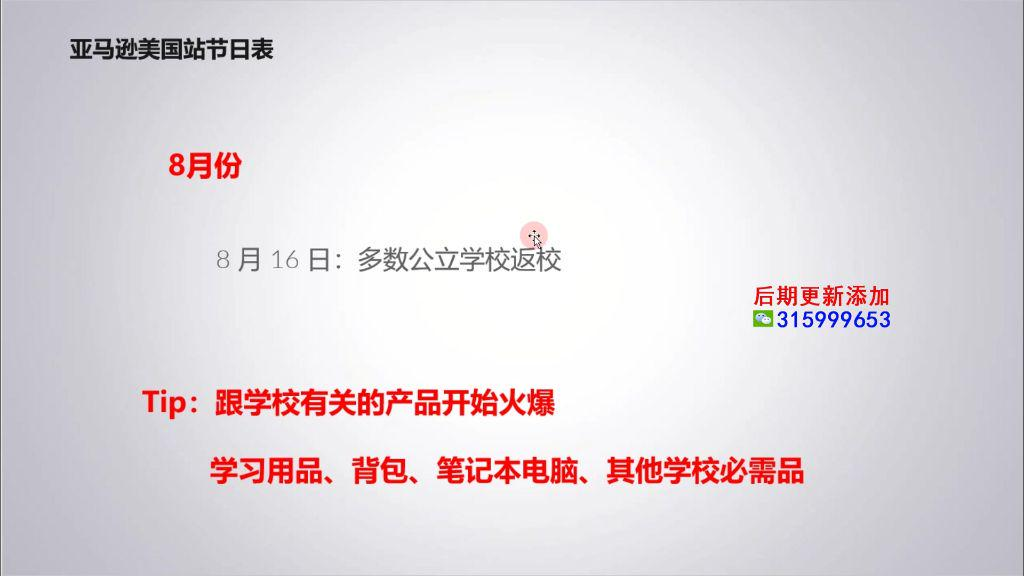 亚马逊美国站节日表
8月份
8 月 16 日：多数公立学校返校
后期更新添加
315999653
Tip：跟学校有关的产品开始火爆
学习用品、背包、笔记本电脑、其他学校必需品